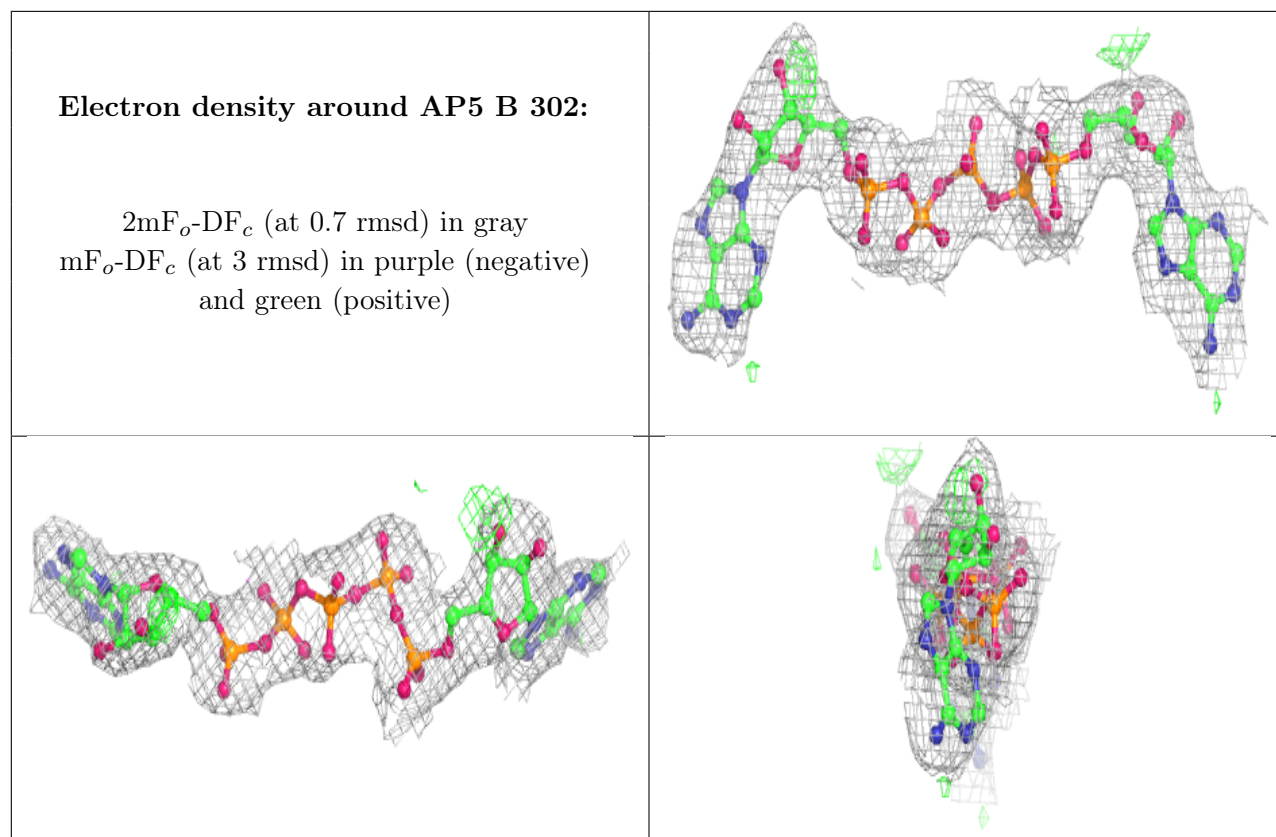 Electron density around AP5 B 302:
2mFo-DFc (at 0.7 rmsd) in gray
mFo-DFc (at 3 rmsd) in purple (negative)
and green (positive)